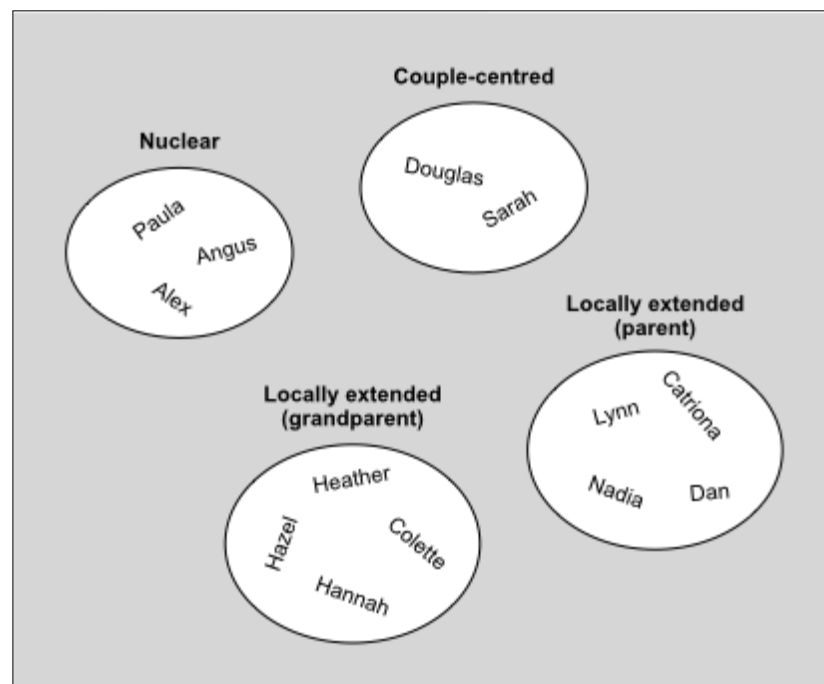 Couple-centred
Nuclear
Douglas
Sarah
Paula
Angus
Alex
Locally extended
(parent)
Catriona
Lynn
Nadia
Dan
Locally extended
(grandparent)
Heather
Hazel
Colette
Hannah